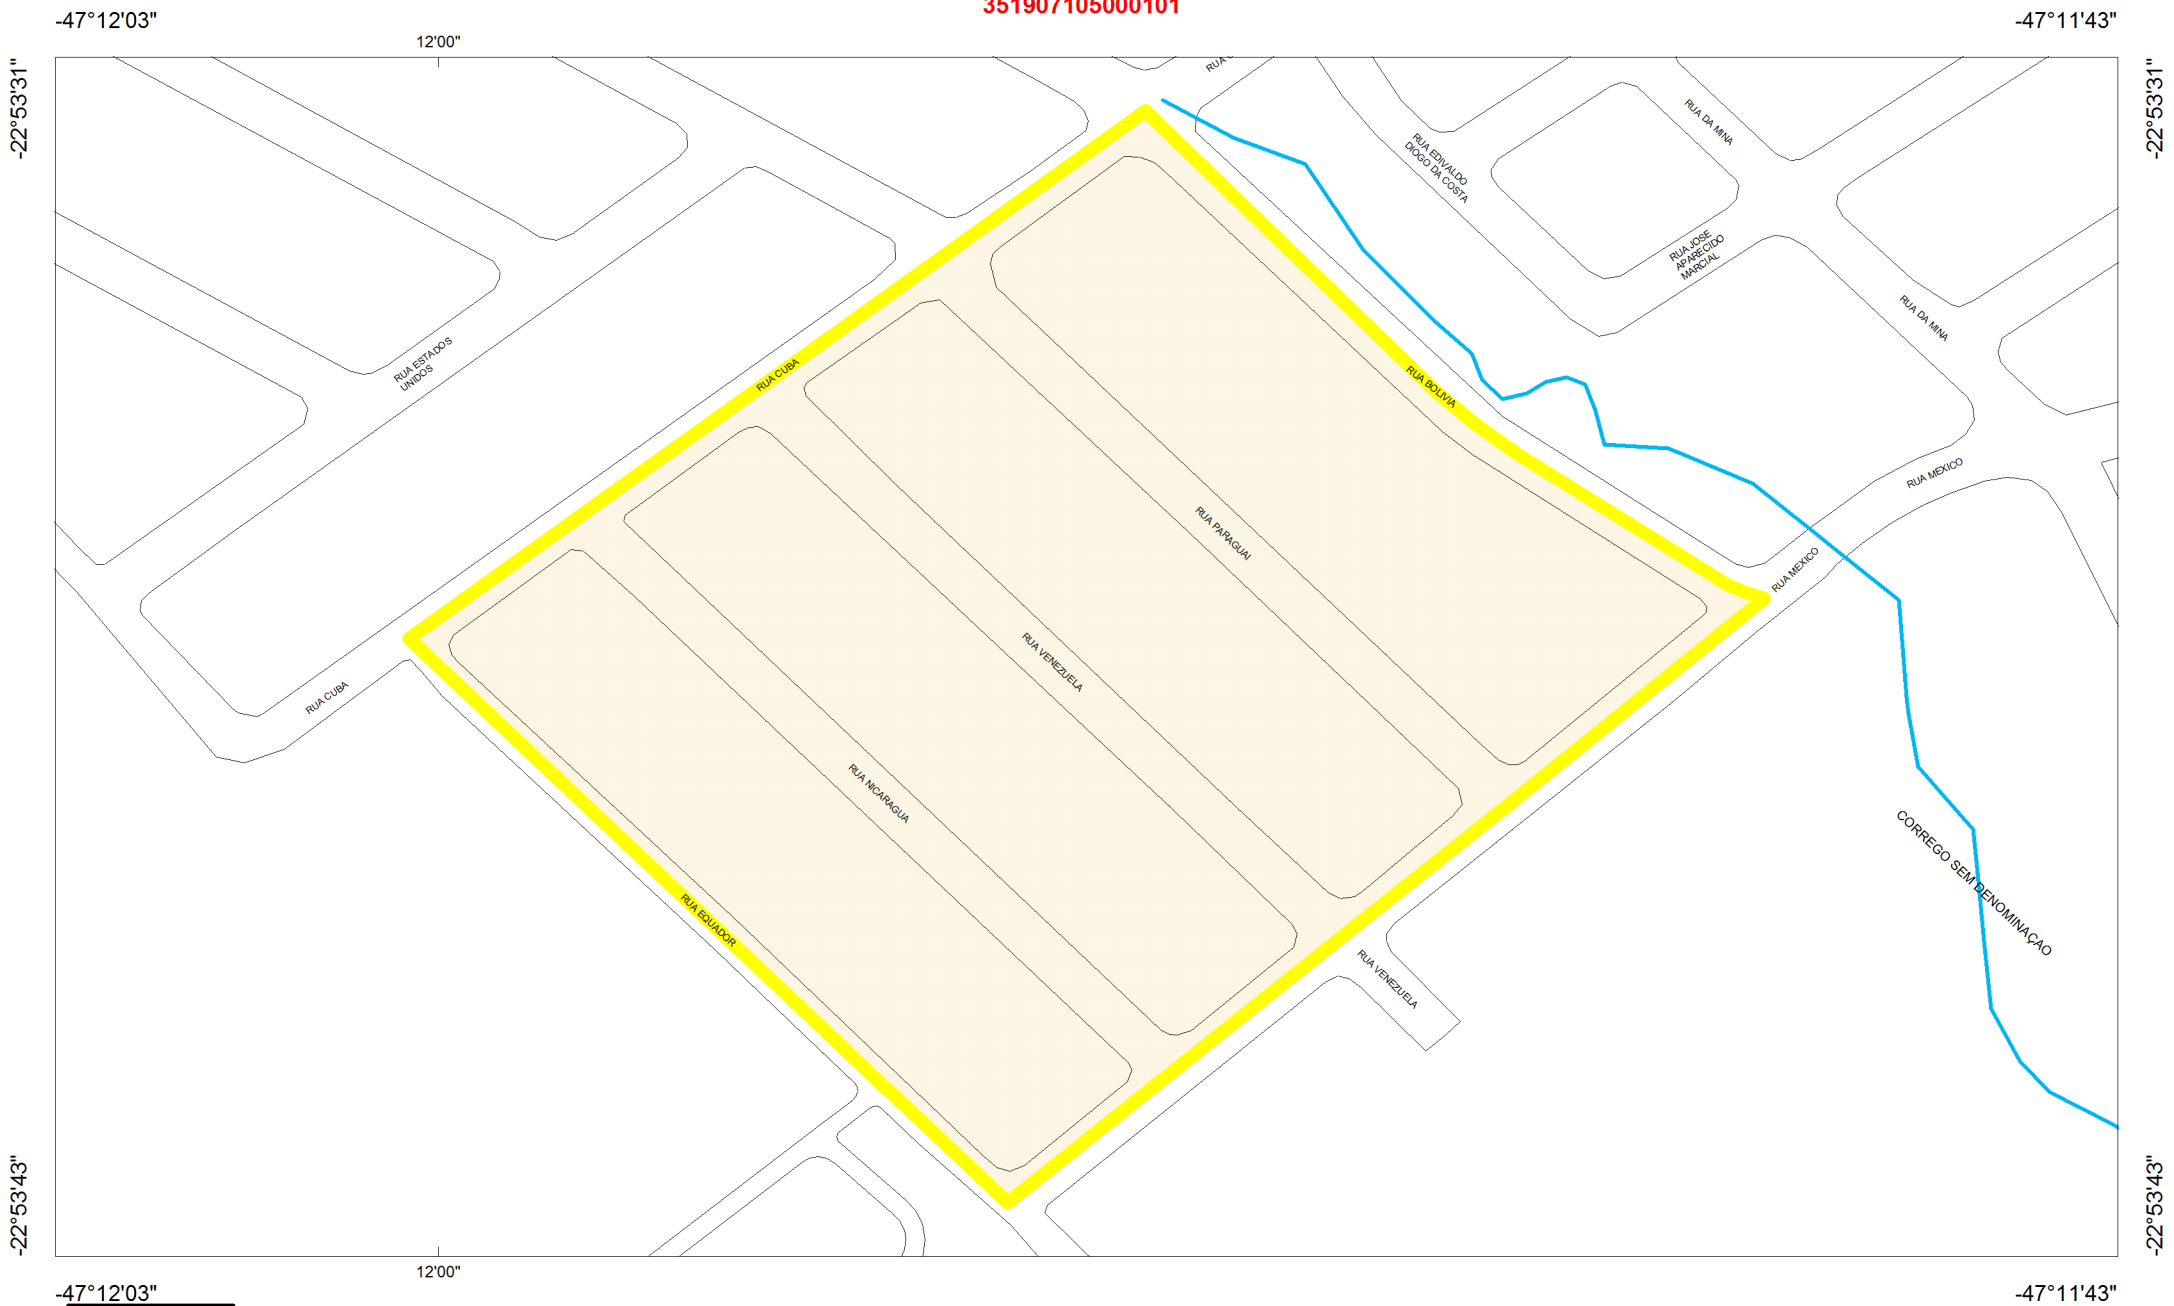 351907105000101
-47°12'03"
-47°11'43"
12'00"
-22°53'31"
-22°53'31"
RUA
RUA DA MINA
RUA EDIVALDO
DIOGO DA COSTA
RUA JOSE
APARECIDO
MARCIAL
RUA DA MINA
RUA ESTADOS
UNIDOS
RUA CUBA
RUA BOLIVIA
RUA MEXICO
RUA PARAGUAI
RUA MEXICO
RUA VENEZUELA
RUA CUBA
RUA NICARAGUA
CORREGO SEM DENOMINAÇAO
RUA EQUADOR
RUA VENEZUELA
-22°53'43"
-22°53'43"
12'00"
-47°12'03"
-47°11'43"